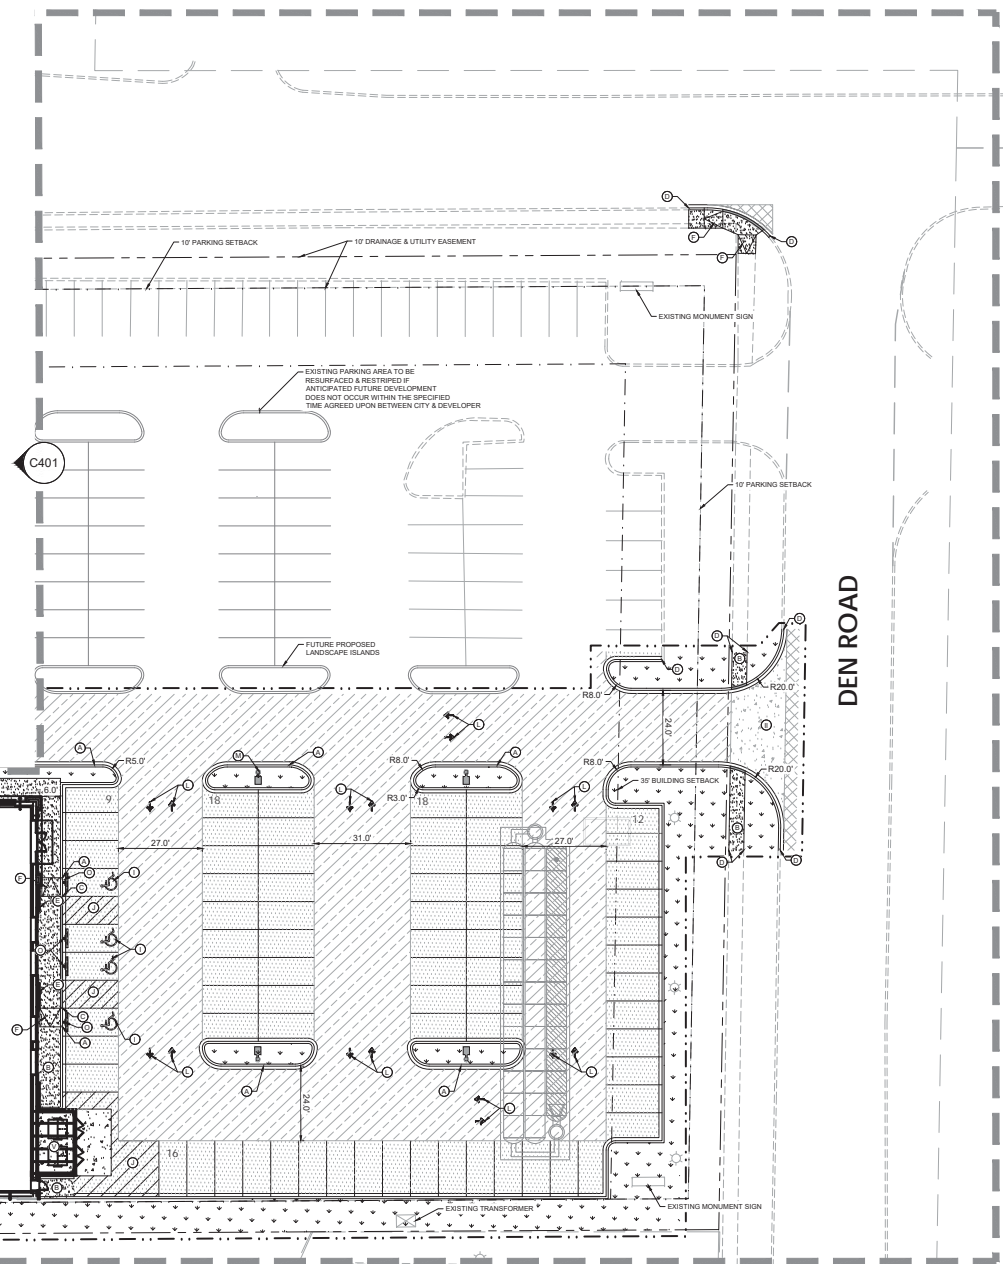 D
D
F
F
10' PARKING SETBACK
10' DRAINAGE & UTILITY EASEMENT
EXISTING MONUMENT SIGN
EXISTING PARKING AREA TO BE
RESURFACED & RESTRIPED IF
ANTICIPATED FUTURE DEVELOPMENT
DOES NOT OCCUR WITHIN THE SPECIFIED
TIME AGREED UPON BETWEEN CITY & DEVELOPER
C401
10' PARKING SETBACK
DEN ROAD
FUTURE PROPOSED
LANDSCAPE ISLANDS
D
D
D
B
R8.0'
R20.0'
L
24.0'
II
A
R5.0'
M
A
R8.0'
A
R8.0'
R20.0'
35' BUILDING SETBACK
6.0'
9
L
18
L
R3.0'
18
L
12
B
27.0'
31.0'
27.0'
D
D
A
O
F
C
E
I
J
O
I
E
J
C
O
F
A
I
B
L
L
L
A
A
24.0'
L
V
J
16
B
EXISTING TRANSFORMER
EXISTING MONUMENT SIGN